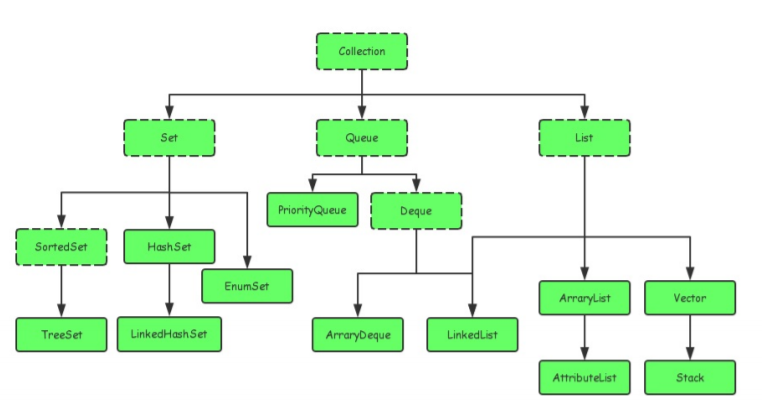 Collection
Set
Queue
List
PriorityQueue
Deque
SortedSet
HashSet
EnumSet
ArraryList
Vector
TreeSet
LinkedHashSet
ArraryDeque
LinkedList
AttributeList
Stack